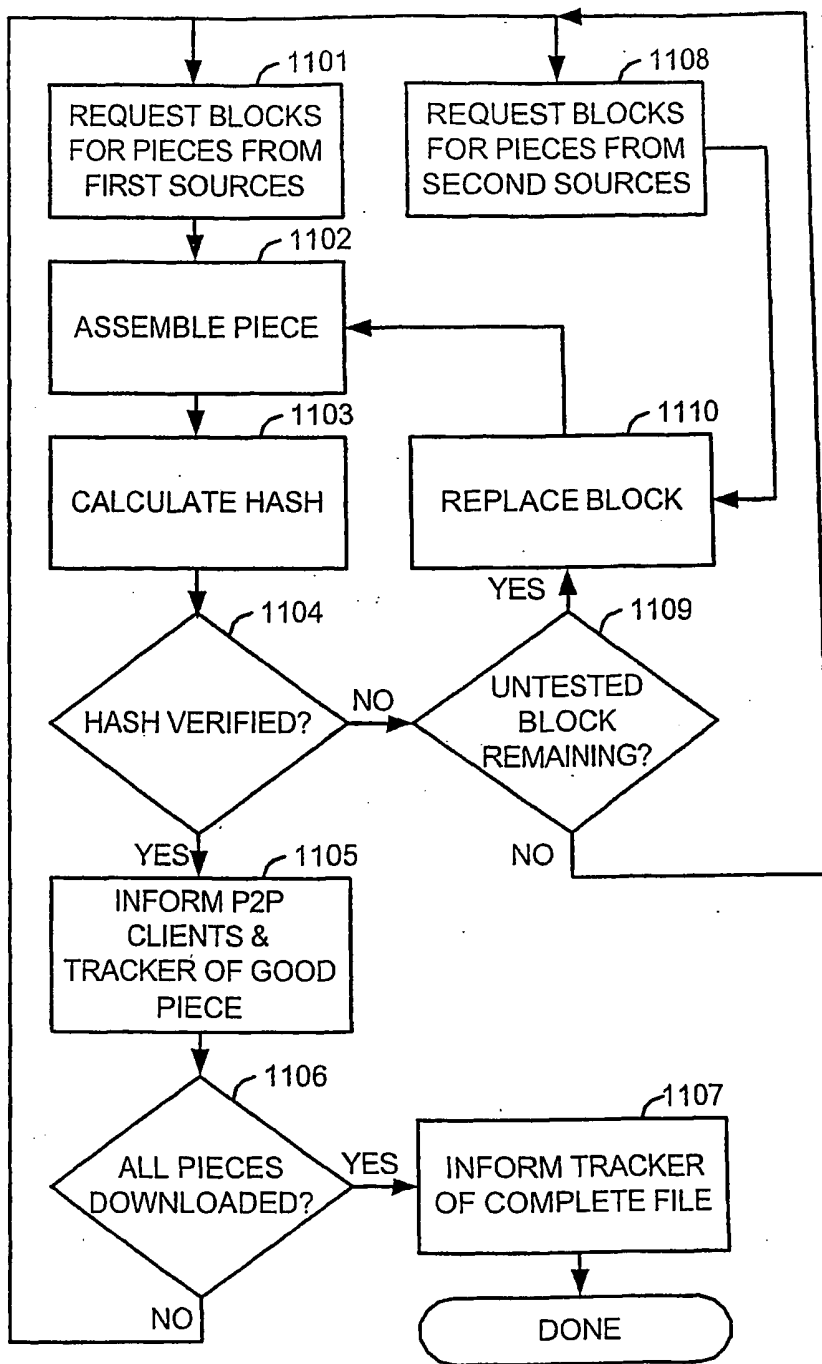 1101
REQUEST BLOCKS
FOR PIECES FROM
FIRST SOURCES
1108
REQUEST BLOCKS
FOR PIECES FROM
SECOND SOURCES
1102
ASSEMBLE PIECE
1103
CALCULATE HASH
1110
REPLACE BLOCK
YES
1104
HASH VERIFIED?
NO
1109
UNTESTED
BLOCK
REMAINING?
NO
YES
1105
INFORM P2P
CLIENTS &
TRACKER OF GOOD
PIECE
1106
ALL PIECES
DOWNLOADED?
YES
NO
1107
INFORM TRACKER
OF COMPLETE FILE
DONE